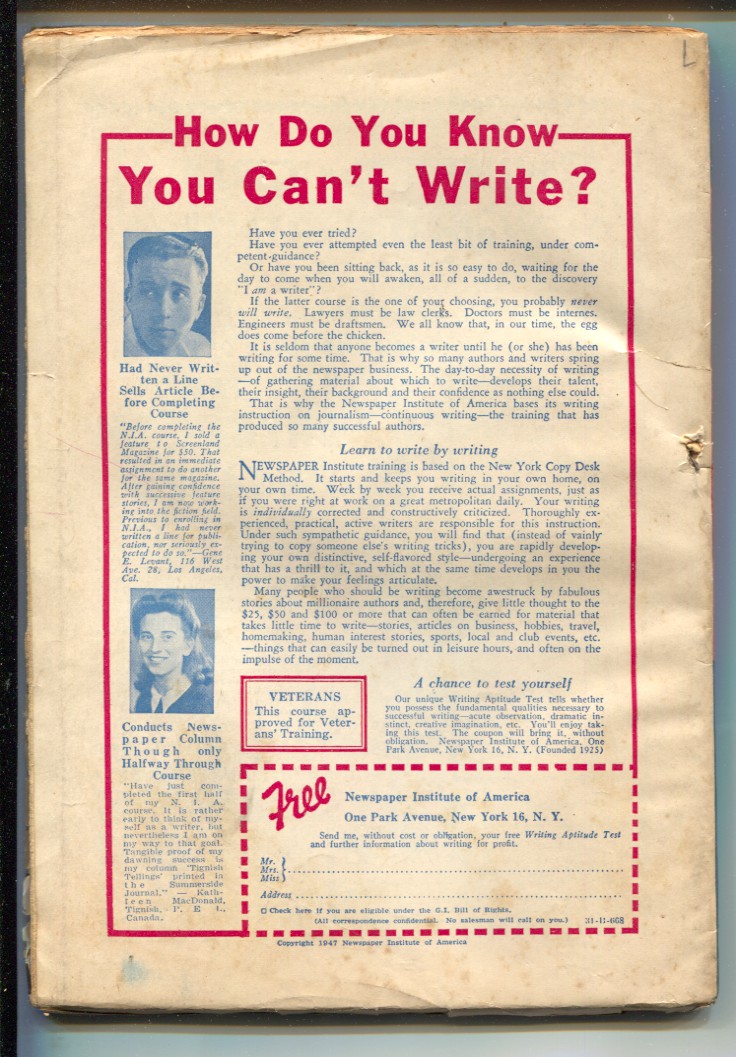 L
How Do You Know
You Can't Write?
Had Never Writ-
ten a Line
Sells Article Be-
fore Completing
Course
"Before completing the
N.I.A. course, I sold a
feature to Screenland
Magazine for $50. That
resulted in an immediate
assignment to do another
for the same magazine.
After gaining confidence
with successive feature
stories, I am now work-
ing into the fiction field.
Previous to enrolling in
N.I.A., I had never
written a line for publi-
cation, nor seriously ex-
pected to do so."—Gene
E. Levant, 116 West
Ave. 28, Los Angeles,
Cal.
Conducts News-
paper Column
Though only
Halfway Through
Course
"Have just com-
pleted the first half
of my N. I. A.
course. It is rather
early to think of my-
self as a writer, but
nevertheless I am on
my way to that goal.
Tangible proof of my
dawning success is
my column 'Tignish
Tellings' printed in
the Summerside
Journal." — Kath-
leen MacDonald,
Tignish, P. E. I.,
Canada.
Have you ever tried?
Have you ever attempted even the least bit of training, under com-
petent guidance?
Or have you been sitting back, as it is so easy to do, waiting for the
day to come when you will awaken, all of a sudden, to the discovery
"I am a writer"?
If the latter course is the one of your choosing, you probably never
will write. Lawyers must be law clerks. Doctors must be internes.
Engineers must be draftsmen. We all know that, in our time, the egg
does come before the chicken.
It is seldom that anyone becomes a writer until he (or she) has been
writing for some time. That is why so many authors and writers spring
up out of the newspaper business. The day-to-day necessity of writing
—of gathering material about which to write—develops their talent,
their insight, their background and their confidence as nothing else could.
That is why the Newspaper Institute of America bases its writing
instruction on journalism—continuous writing—the training that has
produced so many successful authors.
Learn to write by writing
NEWSPAPER Institute training is based on the New York Copy Desk
Method. It starts and keeps you writing in your own home, on
your own time. Week by week you receive actual assignments, just as
if you were right at work on a great metropolitan daily. Your writing
is individually corrected and constructively criticized. Thoroughly ex-
perienced, practical, active writers are responsible for this instruction.
Under such sympathetic guidance, you will find that (instead of vainly
trying to copy someone else's writing tricks), you are rapidly develop-
ing your own distinctive, self-flavored style—undergoing an experience
that has a thrill to it, and which at the same time develops in you the
power to make your feelings articulate.
Many people who should be writing become awestruck by fabulous
stories about millionaire authors and, therefore, give little thought to the
$25, $50 and $100 or more that can often be earned for material that
takes little time to write—stories, articles on business, hobbies, travel,
homemaking, human interest stories, sports, local and club events, etc.
—things that can easily be turned out in leisure hours, and often on the
impulse of the moment.
VETERANS
This course ap-
proved for Veter-
ans' Training.
A chance to test yourself
Our unique Writing Aptitude Test tells whether
you possess the fundamental qualities necessary to
successful writing—acute observation, dramatic in-
stinct, creative imagination, etc. You'll enjoy tak-
ing this test. The coupon will bring it, without
obligation. Newspaper Institute of America, One
Park Avenue, New York 16, N. Y. (Founded 1925)
Free
Newspaper Institute of America
One Park Avenue, New York 16, N. Y.
Send me, without cost or obligation, your free Writing Aptitude Test
and further information about writing for profit.
Mr.
Mrs.
Miss
Address
Check here if you are eligible under the G.I. Bill of Rights.
(All correspondence confidential. No salesman will call on you.) 31-D-668
Copyright 1947 Newspaper Institute of America